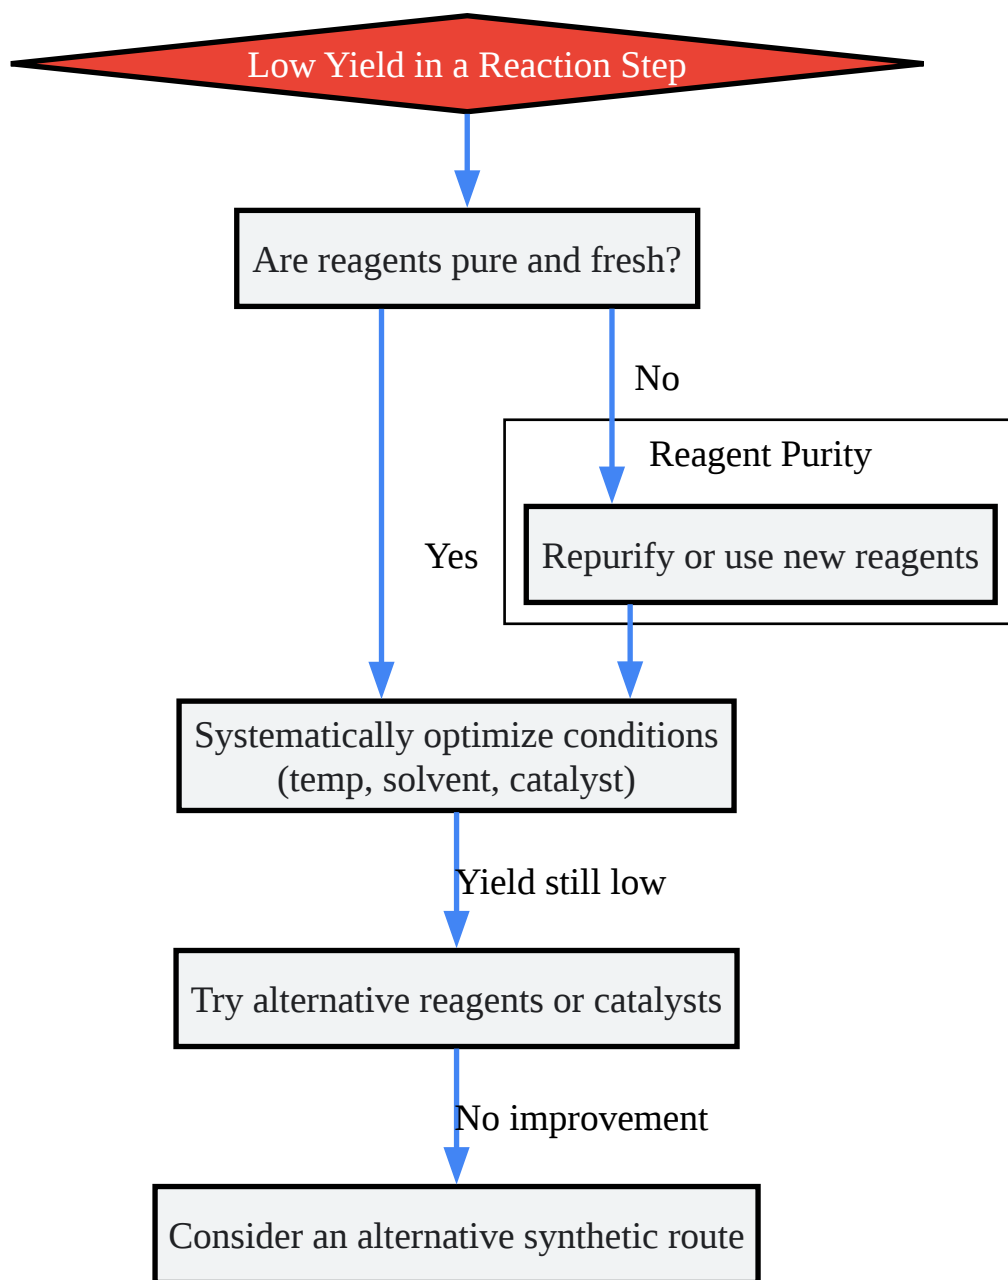 Low Yield in a Reaction Step
Are reagents pure and fresh?
No
Reagent Purity
Yes
Repurify or use new reagents
Systematically optimize conditions
(temp, solvent, catalyst)
Yield still low
Try alternative reagents or catalysts
No improvement
Consider an alternative synthetic route